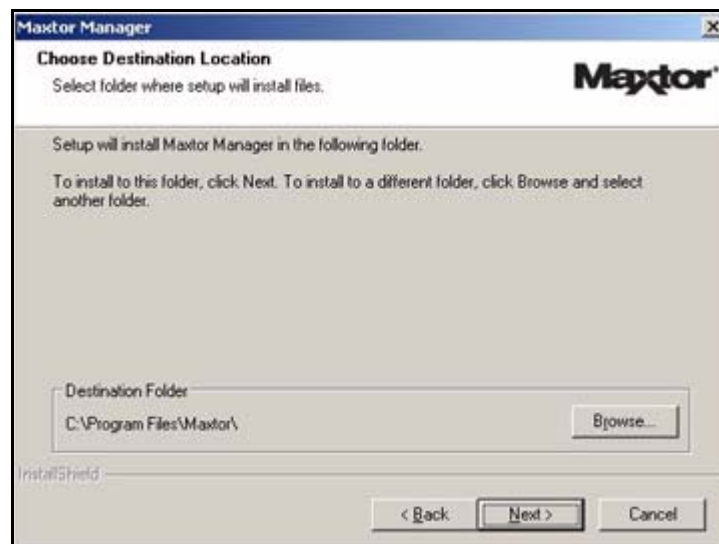 Maxtor Manager
Choose Destination Location
Select folder where setup will install files.
Maxtor
Setup will install Maxtor Manager in the following folder.
To install to this folder, click Next. To install to a different folder, click Browse and select
another folder.
Destination Folder
C:\Program Files\Maxtor\
Browse...
InstallShield
< Back
Next >
Cancel